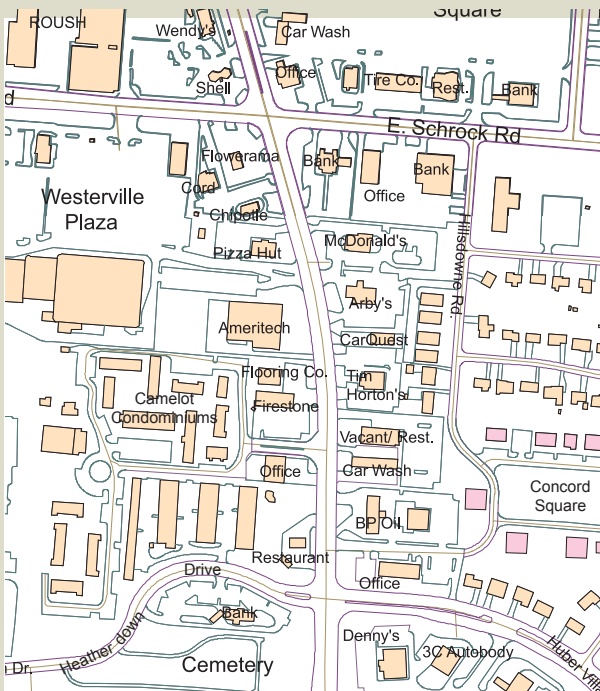 Square
ROUSH
Wendy's
Car Wash
Shell
Office
Tire Co.
Rest.
Bank
d
E. Schrock Rd
Flowerama
Bank
Bank
Cord
Office
Westerville
Plaza
Chipotle
Hillsdowne Rd.
Pizza Hut
McDonald's
Arby's
Ameritech
CarQuest
Flooring Co.
Tim
Horton's
Camelot
Condominiums
Firestone
Vacant/ Rest.
Office
Car Wash
Concord
Square
BP Oil
Restaurant
Drive
Office
Bank
Heather down
Denny's
3C Autobody
Huber Villa
Dr.
Cemetery